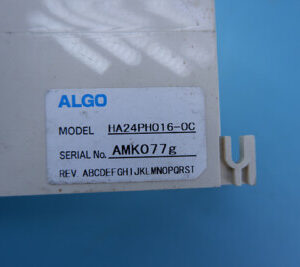 ALGO
MODEL HA24PH016-0C
SERIAL No. AMK077g
REV. ABCDEFGHIJKLMNOPQRST